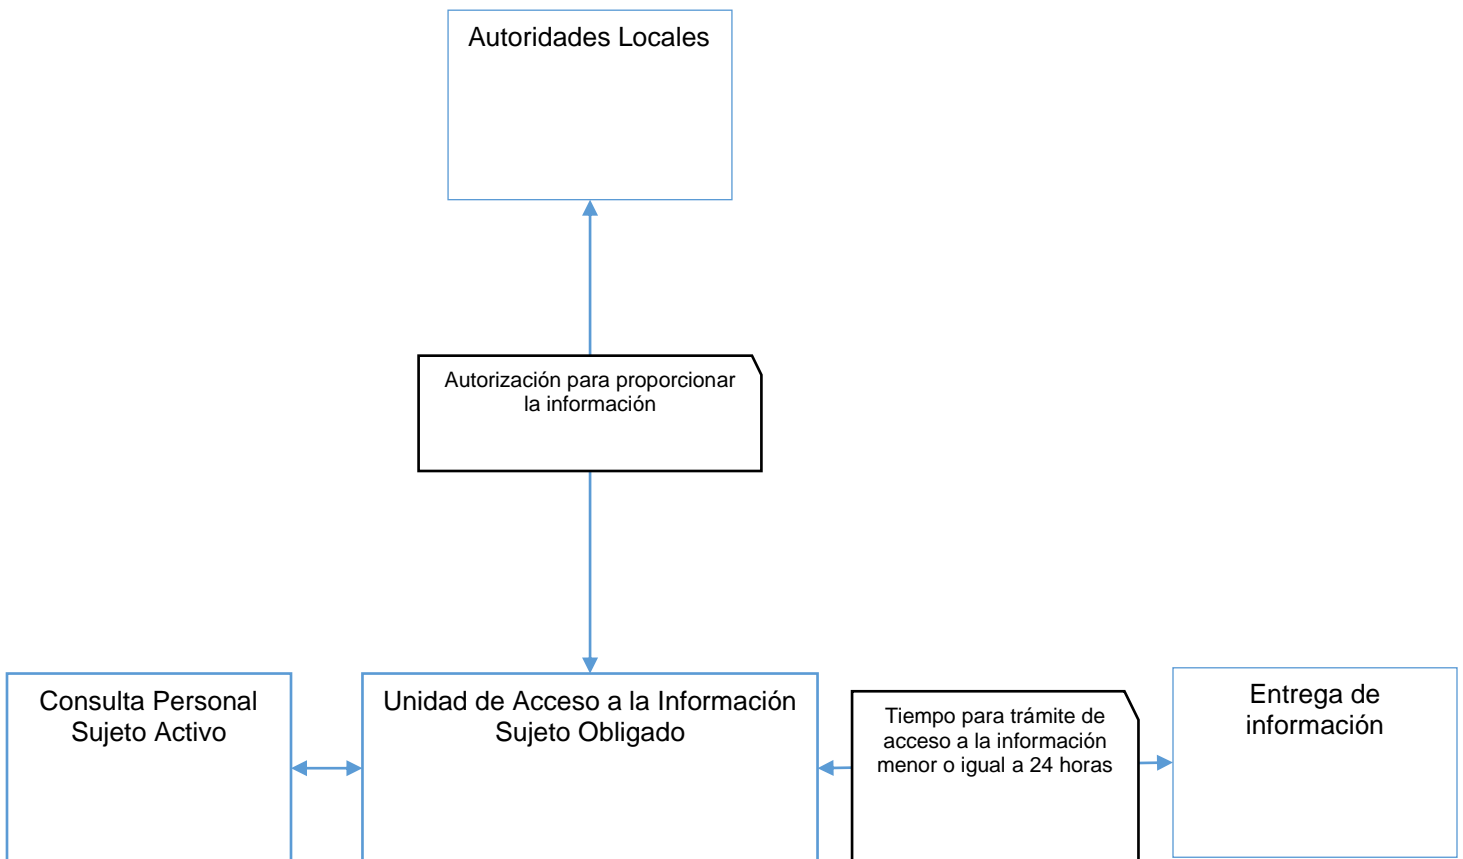 Autoridades Locales
Autorización para proporcionar
la información
Consulta Personal
Sujeto Activo
Unidad de Acceso a la Información
Sujeto Obligado
Tiempo para trámite de
acceso a la información
menor o igual a 24 horas
Entrega de
información